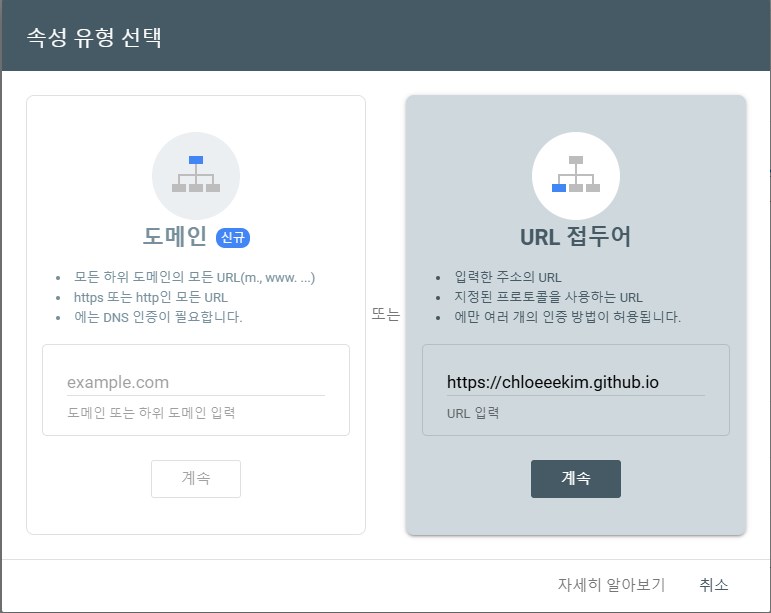 속성 유형 선택
도메인 신규
• 모든 하위 도메인의 모든 URL(m., www. ...)
• https 또는 http인 모든 URL
• 에는 DNS 인증이 필요합니다.
example.com
도메인 또는 하위 도메인 입력
계속
또는
URL 접두어
• 입력한 주소의 URL
• 지정된 프로토콜을 사용하는 URL
• 에만 여러 개의 인증 방법이 허용됩니다.
https://chloeeekim.github.io
URL 입력
계속
자세히 알아보기 취소